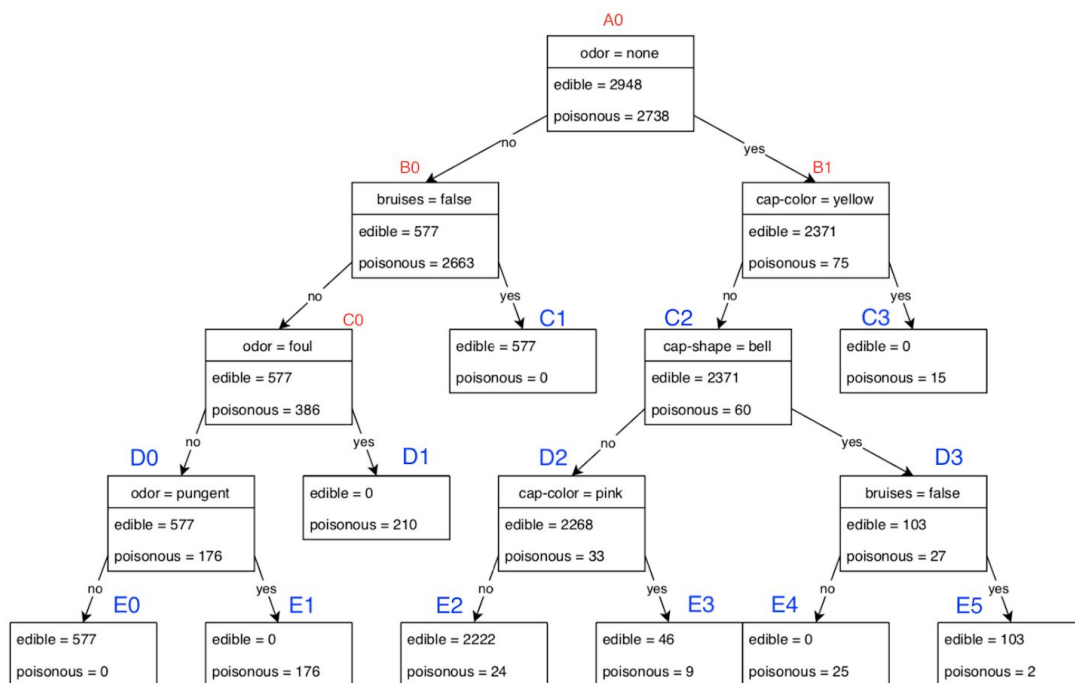 A0
odor = none
edible = 2948
poisonous = 2738
no
yes
B0
B1
bruises = false
edible = 577
poisonous = 2663
cap-color = yellow
edible = 2371
poisonous = 75
no
yes
no
yes
C0
C1
C2
C3
odor = foul
edible = 577
poisonous = 386
edible = 577
poisonous = 0
cap-shape = bell
edible = 2371
poisonous = 60
edible = 0
poisonous = 15
no
yes
no
yes
D0
D1
D2
D3
odor = pungent
edible = 577
poisonous = 176
edible = 0
poisonous = 210
cap-color = pink
edible = 2268
poisonous = 33
bruises = false
edible = 103
poisonous = 27
no
yes
no
yes
no
yes
E0
E1
E2
E3
E4
E5
edible = 577
poisonous = 0
edible = 0
poisonous = 176
edible = 2222
poisonous = 24
edible = 46
poisonous = 9
edible = 0
poisonous = 25
edible = 103
poisonous = 2